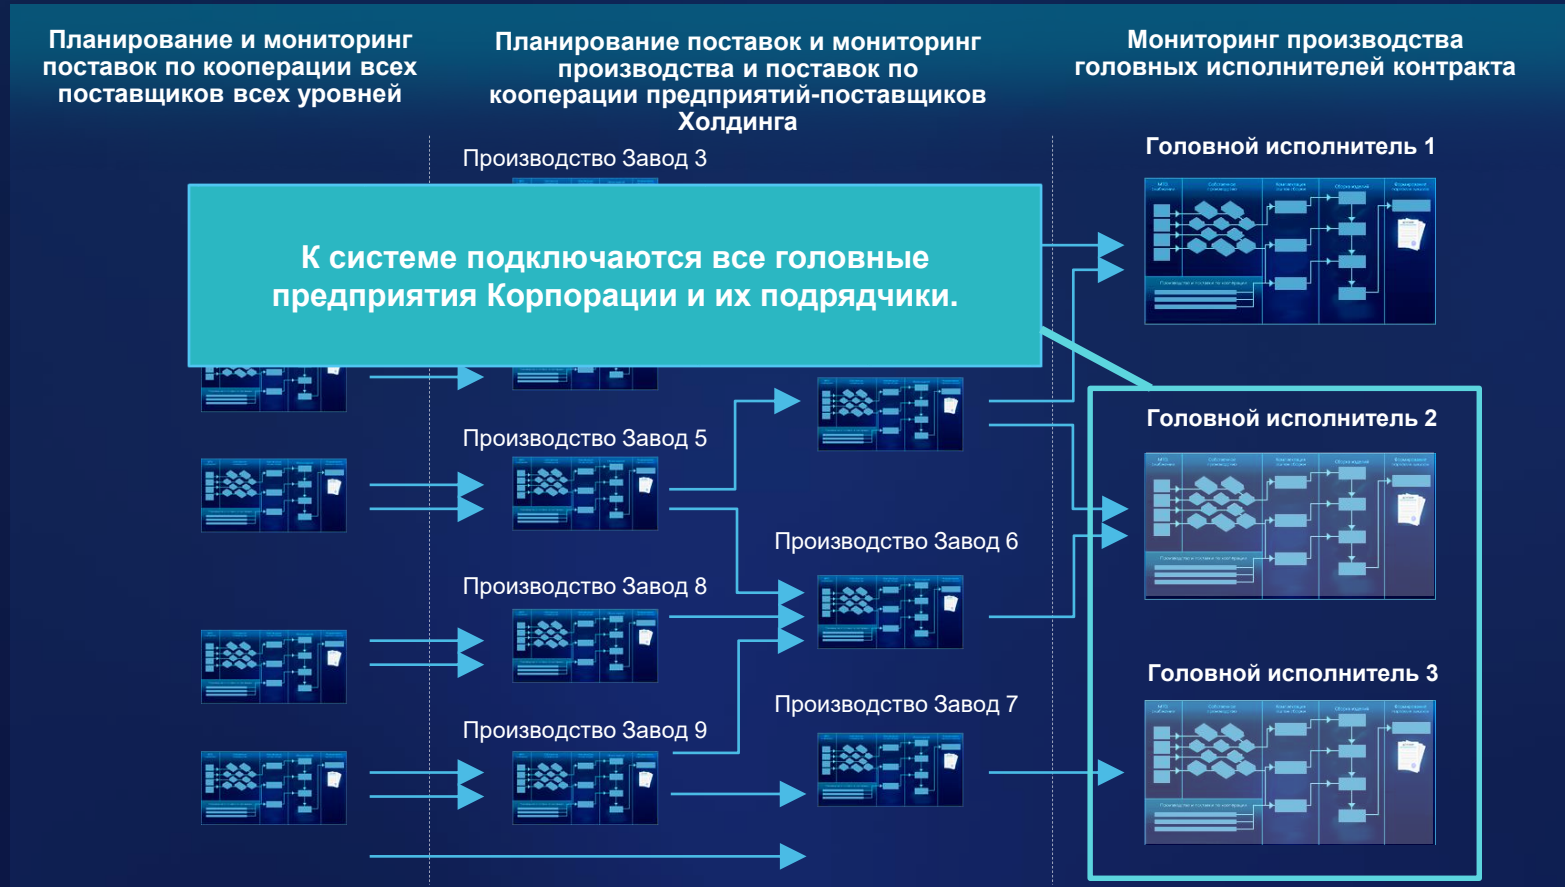 Планирование и мониторинг
поставок по кооперации всех
поставщиков всех уровней
Планирование поставок и мониторинг
производства и поставок по
кооперации предприятий-поставщиков
Холдинга
Мониторинг производства
головных исполнителей контракта
Производство Завод 3
Головной исполнитель 1
К системе подключаются все головные
предприятия Корпорации и их подрядчики.
Производство Завод 5
Головной исполнитель 2
Производство Завод 6
Производство Завод 8
Головной исполнитель 3
Производство Завод 7
Производство Завод 9